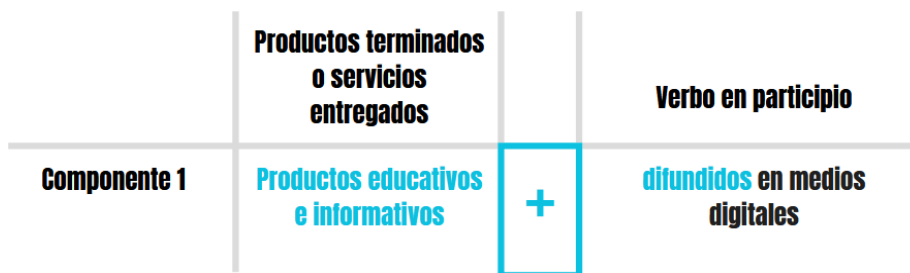 Productos terminados
o servicios
entregados
Verbo en participio
Componente 1
Productos educativos
e informativos
+
difundidos en medios
digitales